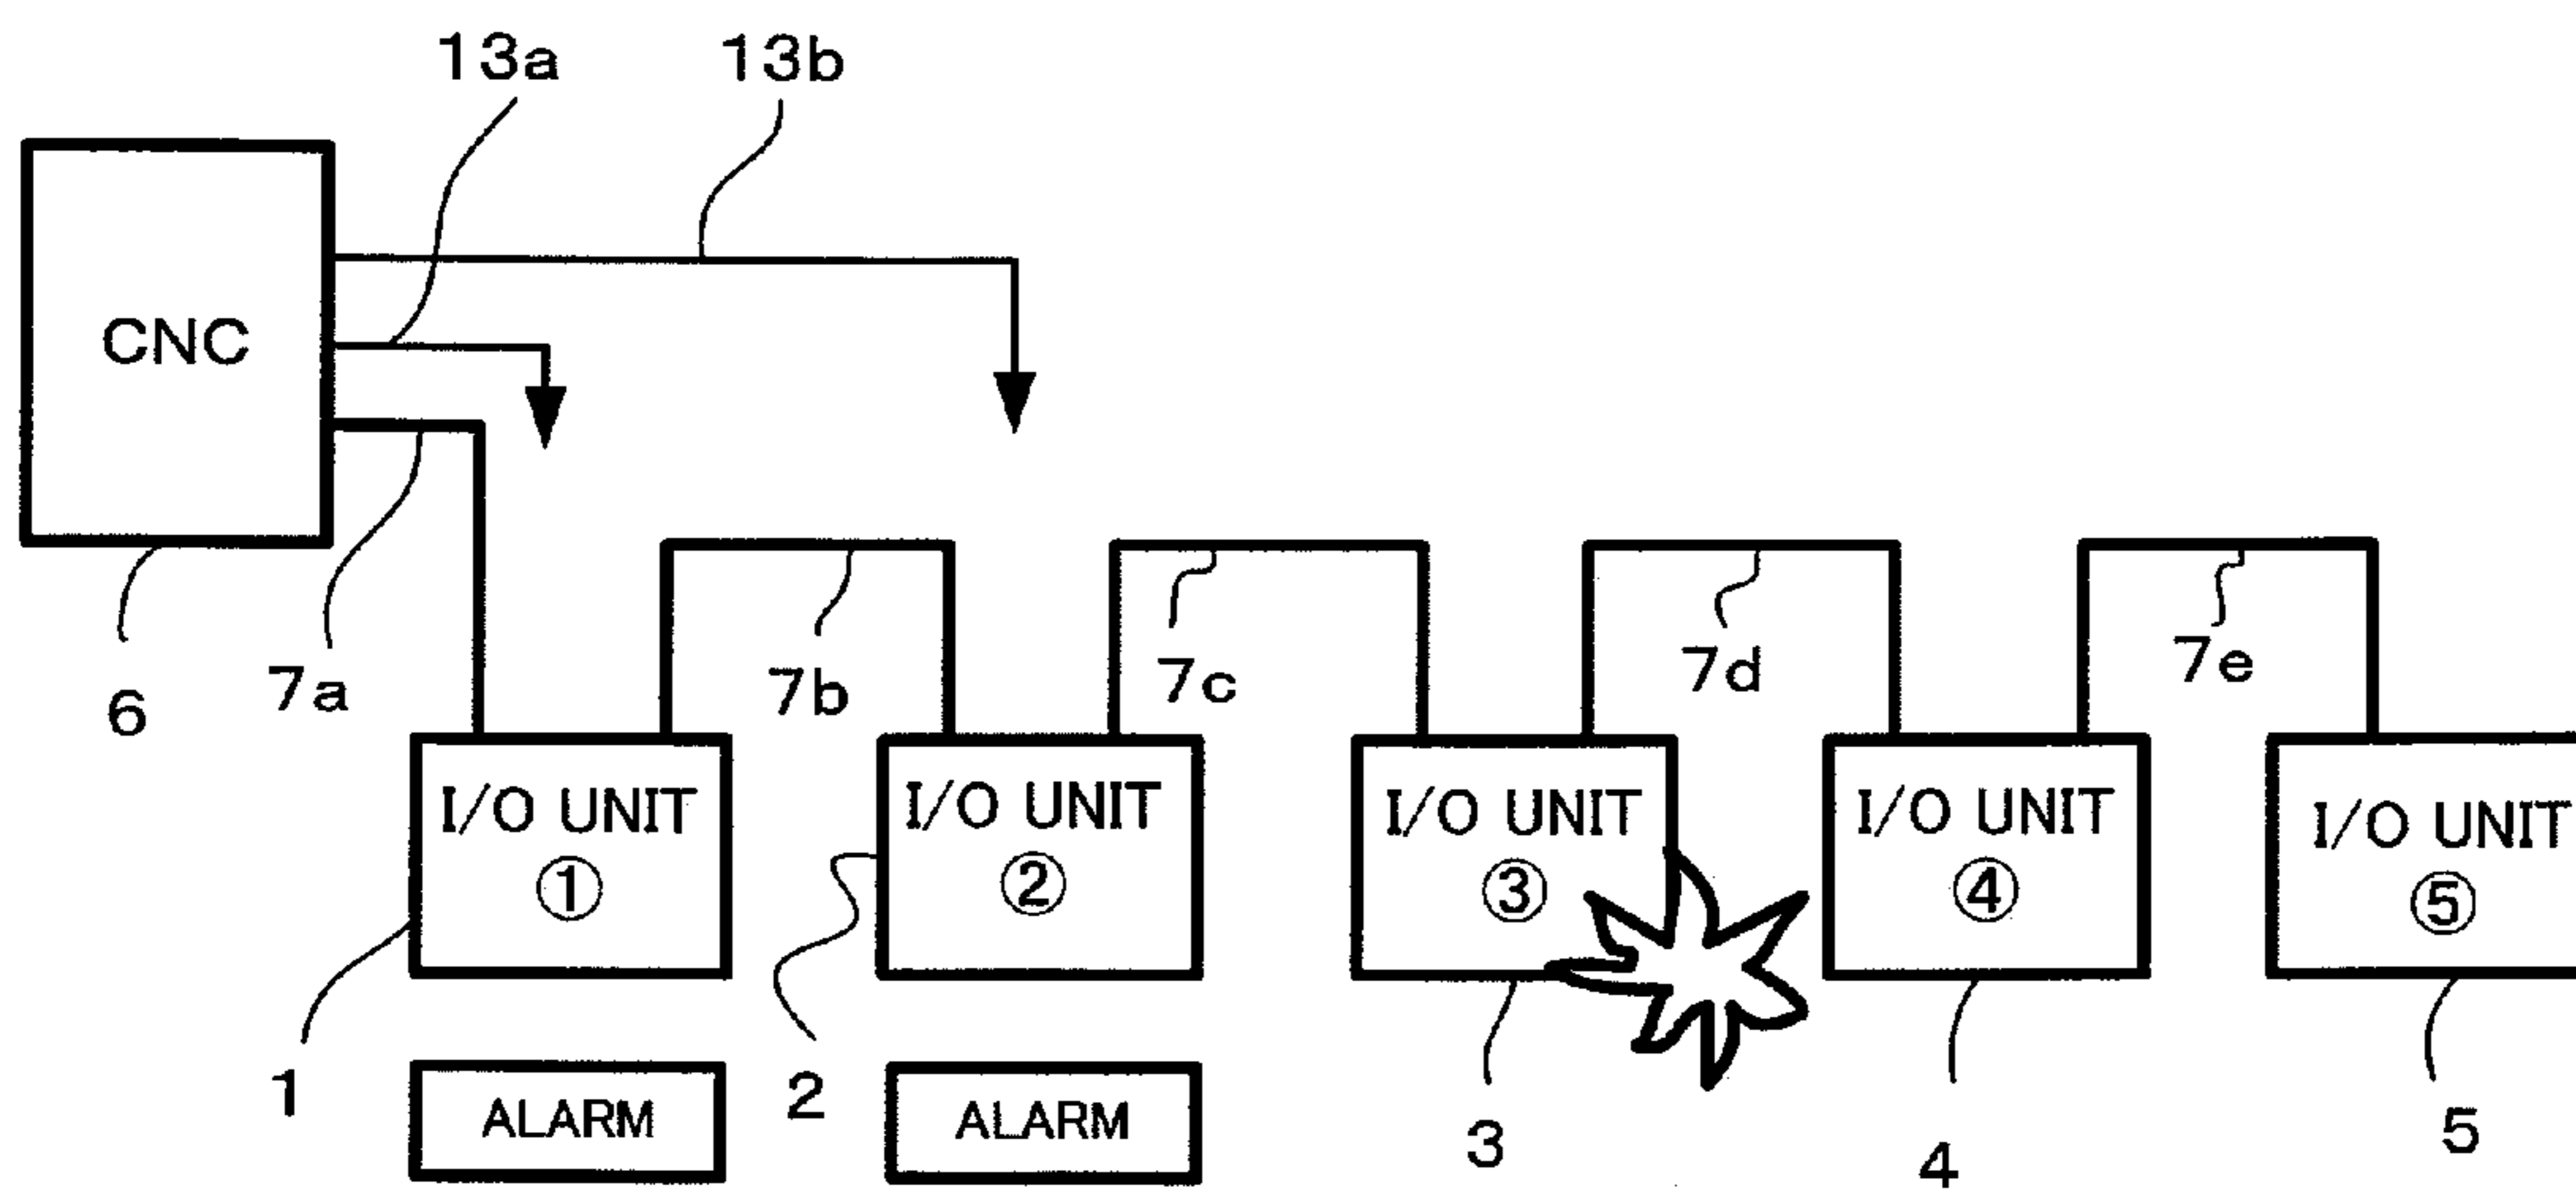 13a
13b
CNC
6
7a
7b
7c
7d
7e
I/O UNIT
①
I/O UNIT
②
I/O UNIT
③
I/O UNIT
④
I/O UNIT
⑤
1
2
3
4
5
ALARM
ALARM